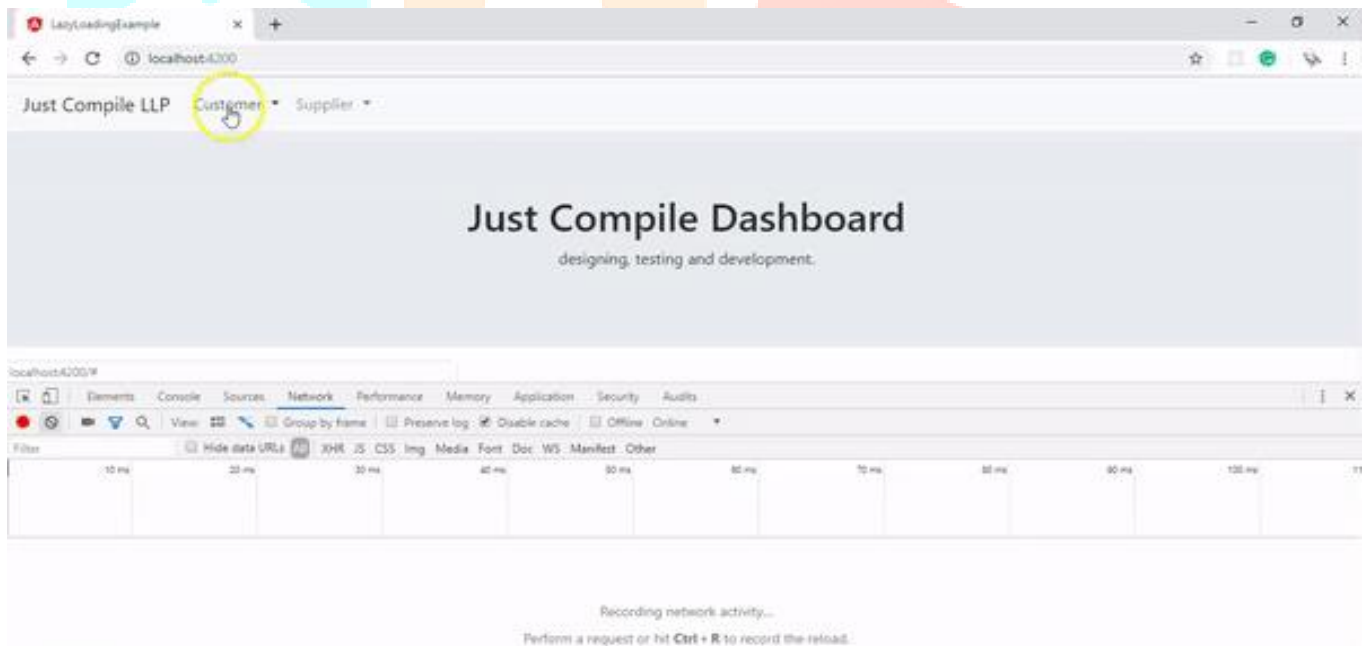 LazyLoadingExample
localhost:4200
Just Compile LLP Customer Supplier
Just Compile Dashboard
designing, testing and development.
localhost:4200/#
Elements Console Sources Network Performance Memory Application Security Audits
View: Group by frame Preserve log Disable cache Offline Online
Filter Hide data URLs All XHR JS CSS Img Media Font Doc WS Manifest Other
10 ms 20 ms 30 ms 40 ms 50 ms 60 ms 70 ms 80 ms 90 ms 100 ms 11
Recording network activity...
Perform a request or hit Ctrl + R to record the reload.